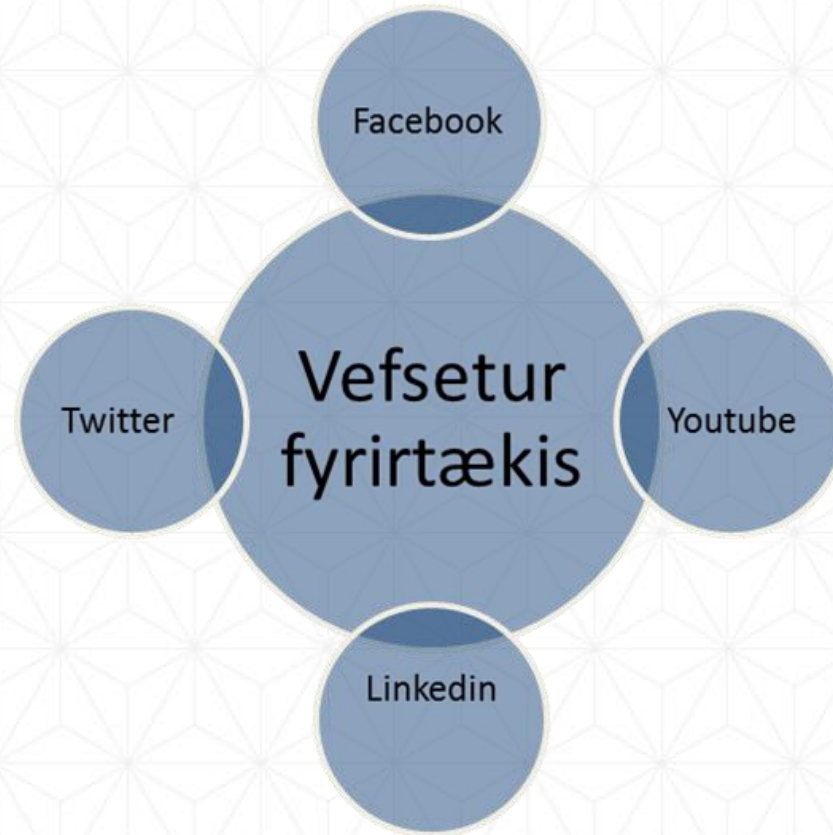 Facebook
Vefsetur
fyrirtækis
Twitter
Youtube
Linkedin